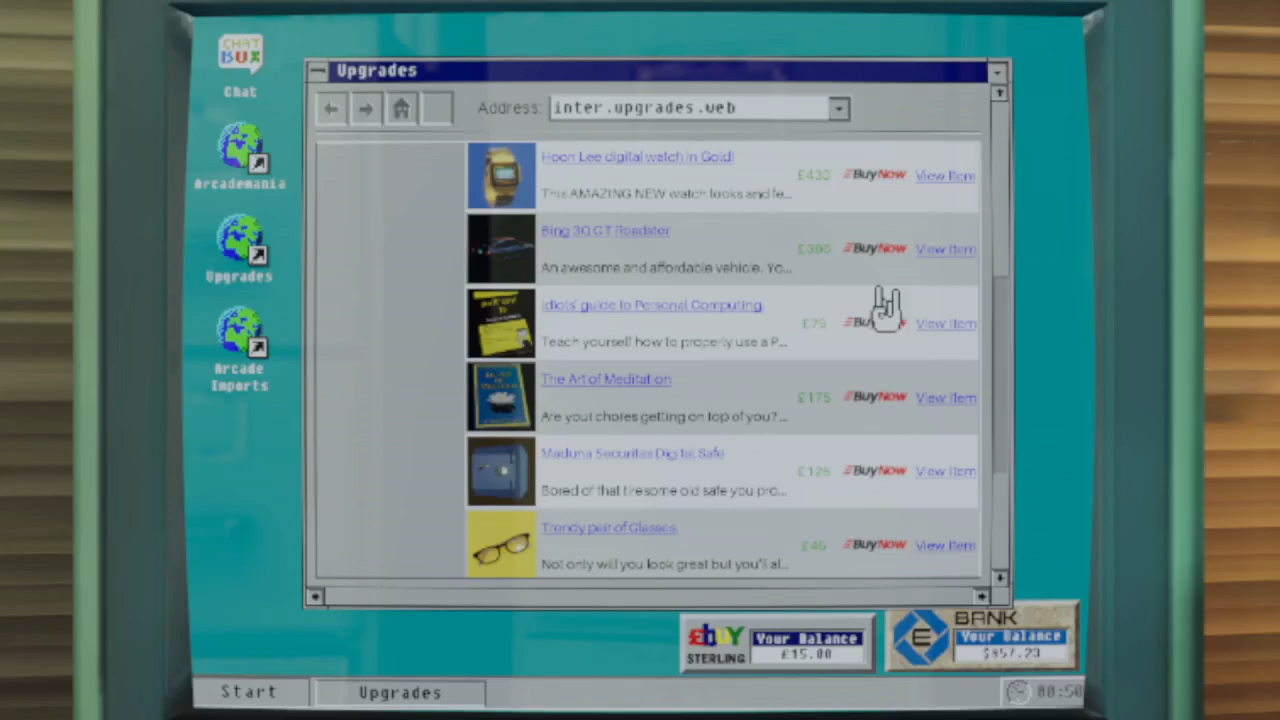 CHAT
BUX
Chat
Arcademania
Upgrades
Arcade
Imports
Upgrades
Address: inter.upgrades.web
Hoon Lee digital watch in Gold!
This AMAZING NEW watch looks and fe...
£430 BuyNow View Item
Bing 3Q GT Roadster
An awesome and affordable vehicle. Yo...
£390 BuyNow View Item
Idiots' guide to Personal Computing.
Teach yourself how to properly use a P...
£75 View Item
The Art of Meditation
Are your chores getting on top of you?...
£175 BuyNow View Item
Maduna Securitas Digital Safe
Bored of that tiresome old safe you pro...
£125 BuyNow View Item
Trendy pair of Glasses
Not only will you look great but you'll al...
£45 BuyNow View Item
ebuY
STERLING
Your Balance
£15.00
E BANK
Your Balance
$957.23
Start
Upgrades
00:50